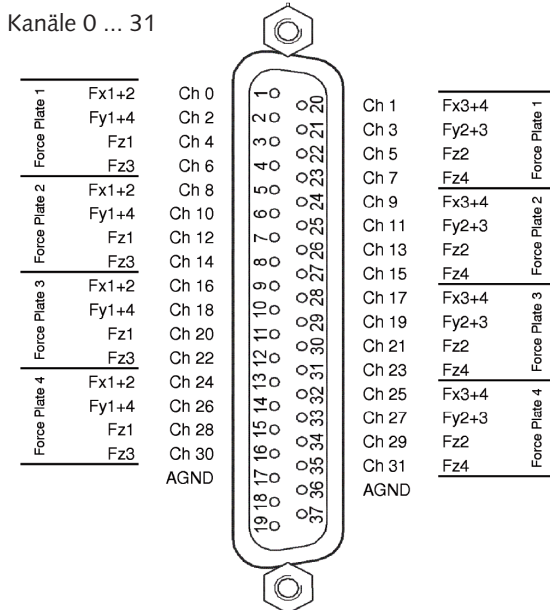 Kanäle 0 ... 31
Force Plate 1
Fx1+2 Ch 0
Fy1+4 Ch 2
Fz1 Ch 4
Fz3 Ch 6
Force Plate 2
Fx1+2 Ch 8
Fy1+4 Ch 10
Fz1 Ch 12
Fz3 Ch 14
Force Plate 3
Fx1+2 Ch 16
Fy1+4 Ch 18
Fz1 Ch 20
Fz3 Ch 22
Force Plate 4
Fx1+2 Ch 24
Fy1+4 Ch 26
Fz1 Ch 28
Fz3 Ch 30
AGND
1
2
3
4
5
6
7
8
9
10
11
12
13
14
15
16
17
18
19
20
21
22
23
24
25
26
27
28
29
30
31
32
33
34
35
36
37
Ch 1 Fx3+4
Ch 3 Fy2+3
Ch 5 Fz2
Ch 7 Fz4
Force Plate 1
Ch 9 Fx3+4
Ch 11 Fy2+3
Ch 13 Fz2
Ch 15 Fz4
Force Plate 2
Ch 17 Fx3+4
Ch 19 Fy2+3
Ch 21 Fz2
Ch 23 Fz4
Force Plate 3
Ch 25 Fx3+4
Ch 27 Fy2+3
Ch 29 Fz2
Ch 31 Fz4
Force Plate 4
AGND